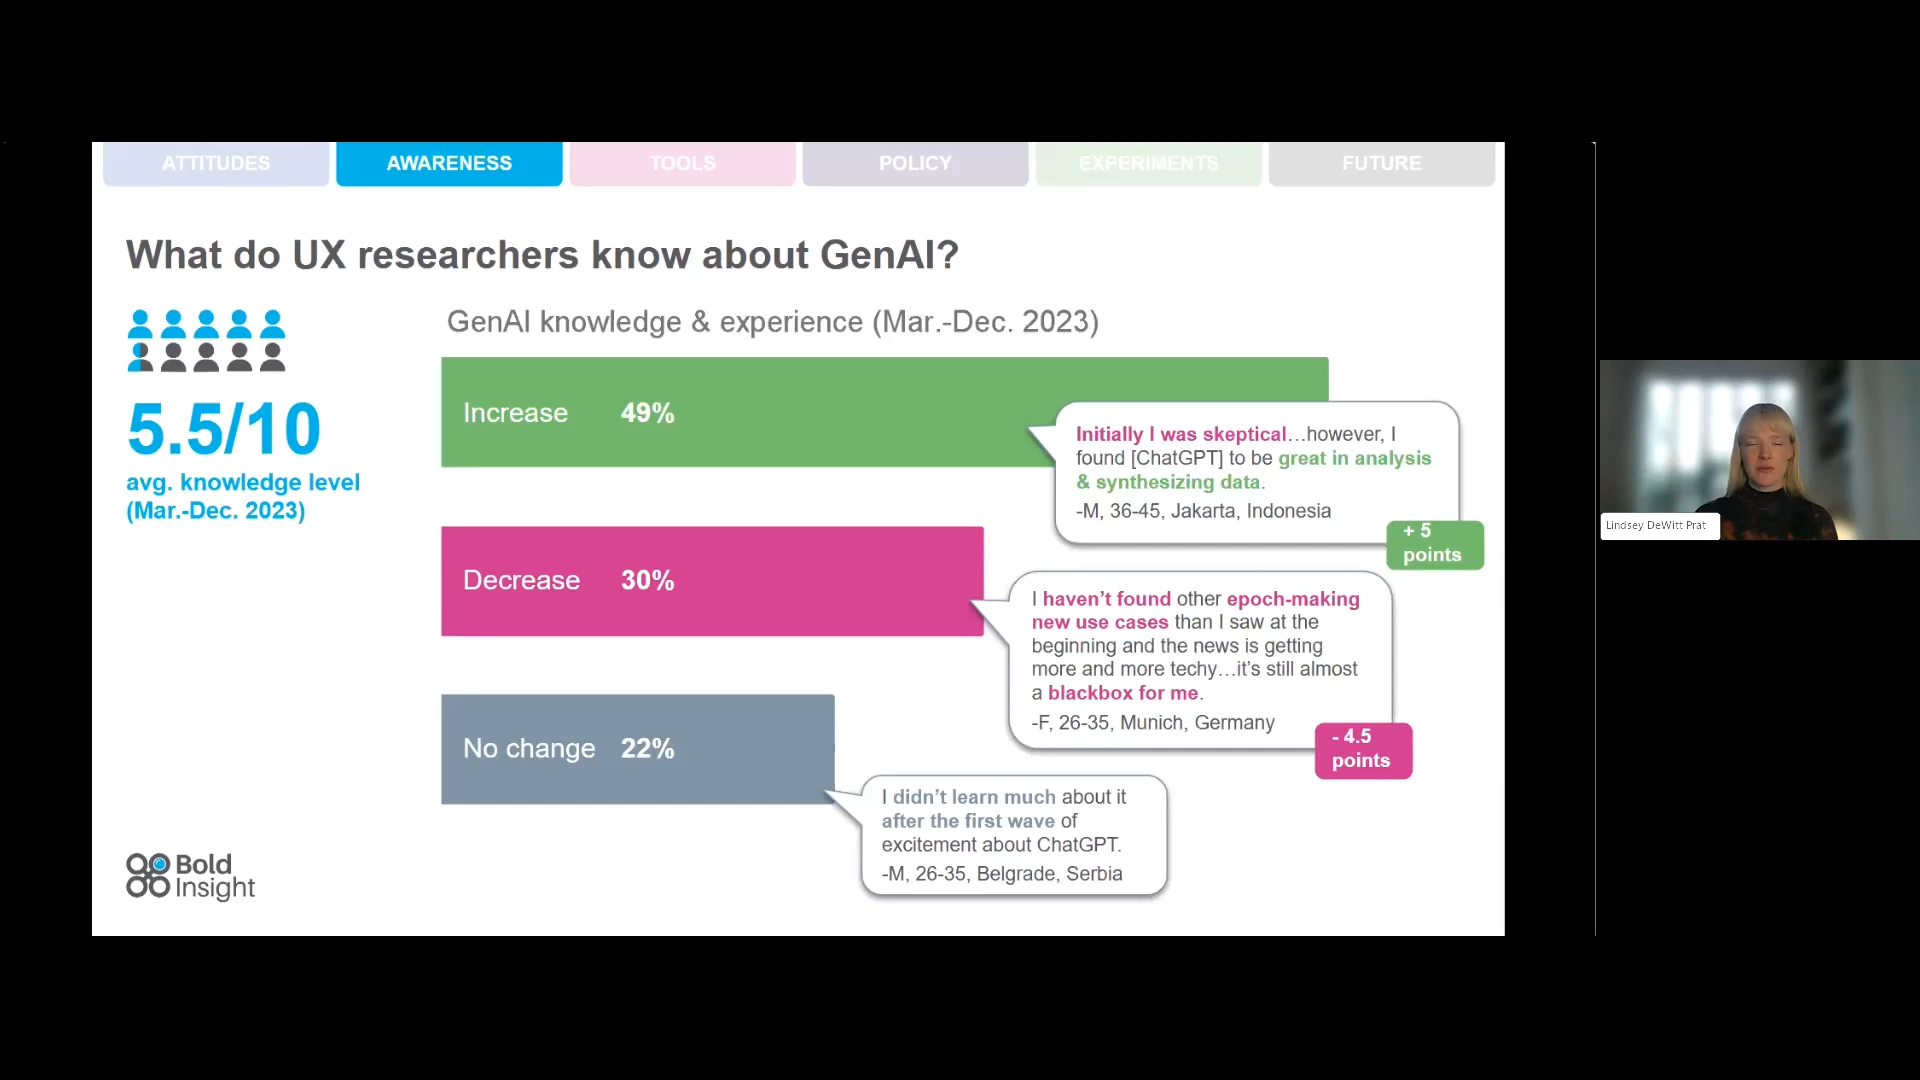 ATTITUDES
AWARENESS
TOOLS
POLICY
EXPERIMENTS
FUTURE
What do UX researchers know about GenAI?
5.5/10
avg. knowledge level
(Mar.-Dec. 2023)
GenAI knowledge & experience (Mar.-Dec. 2023)
Increase 49%
Initially I was skeptical…however, I
found [ChatGPT] to be great in analysis
& synthesizing data.
-M, 36-45, Jakarta, Indonesia
+ 5
points
Decrease 30%
I haven’t found other epoch-making
new use cases than I saw at the
beginning and the news is getting
more and more techy…it’s still almost
a blackbox for me.
-F, 26-35, Munich, Germany
- 4.5
points
No change 22%
I didn’t learn much about it
after the first wave of
excitement about ChatGPT.
-M, 26-35, Belgrade, Serbia
Bold
Insight
Lindsey DeWitt Prat